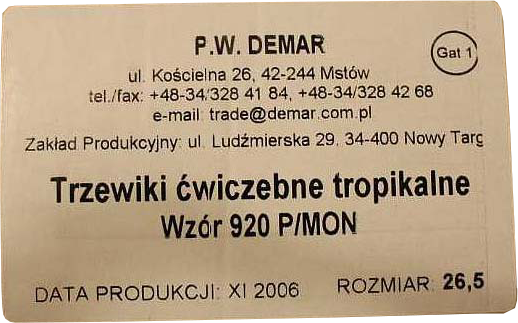 P.W. DEMAR
Gat 1
ul. Kościelna 26, 42-244 Mstów
tel./fax: +48-34/328 41 84, +48-34/328 42 68
e-mail: trade@demar.com.pl
Zakład Produkcyjny: ul. Ludźmierska 29, 34-400 Nowy Targ
Trzewiki ćwiczebne tropikalne
Wzór 920 P/MON
DATA PRODUKCJI: XI 2006 ROZMIAR: 26,5